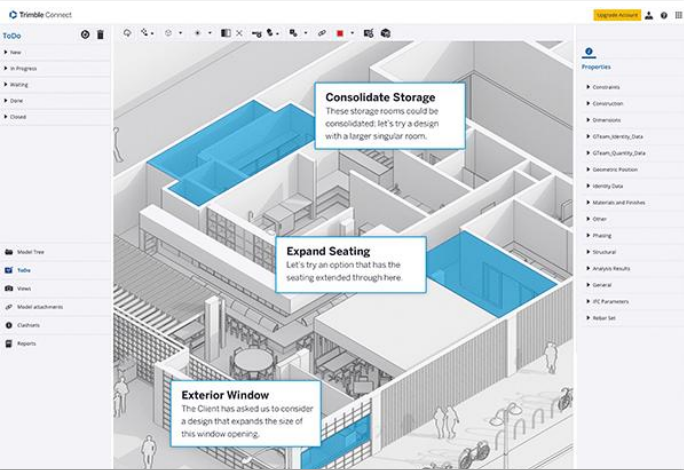 Trimble Connect
Upgrade Account
ToDo
New
In Progress
Waiting
Done
Closed
Model Tree
ToDo
Views
Model attachments
Clashsets
Reports
Consolidate Storage
These storage rooms could be
consolidated; let's try a design
with a larger singular room.
Expand Seating
Let's try an option that has the
seating extended through here.
Exterior Window
The Client has asked us to consider
a design that expands the size of
this window opening.
Properties
Constraints
Construction
Dimensions
GTeam_Identity_Data
GTeam_Quantity_Data
Geometric Position
Identity Data
Materials and Finishes
Other
Phasing
Structural
Analysis Results
General
IFC Parameters
Rebar Set